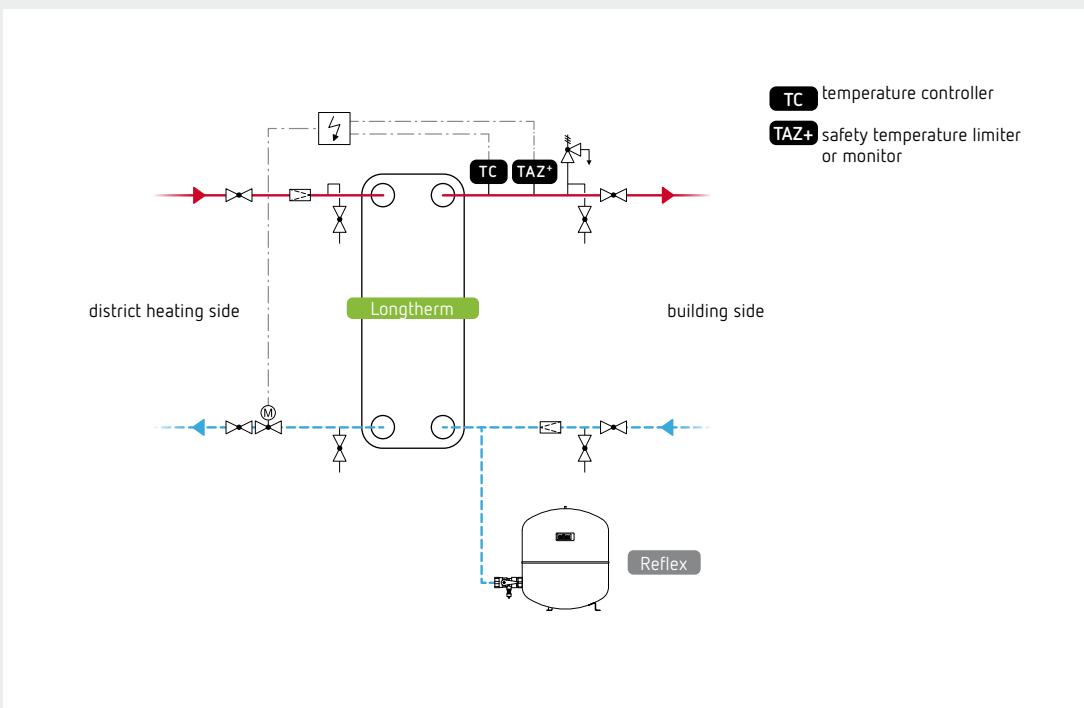 TC temperature controller
TAZ+ safety temperature limiter
or monitor
TC TAZ+
district heating side
Longtherm
building side
M
Reflex